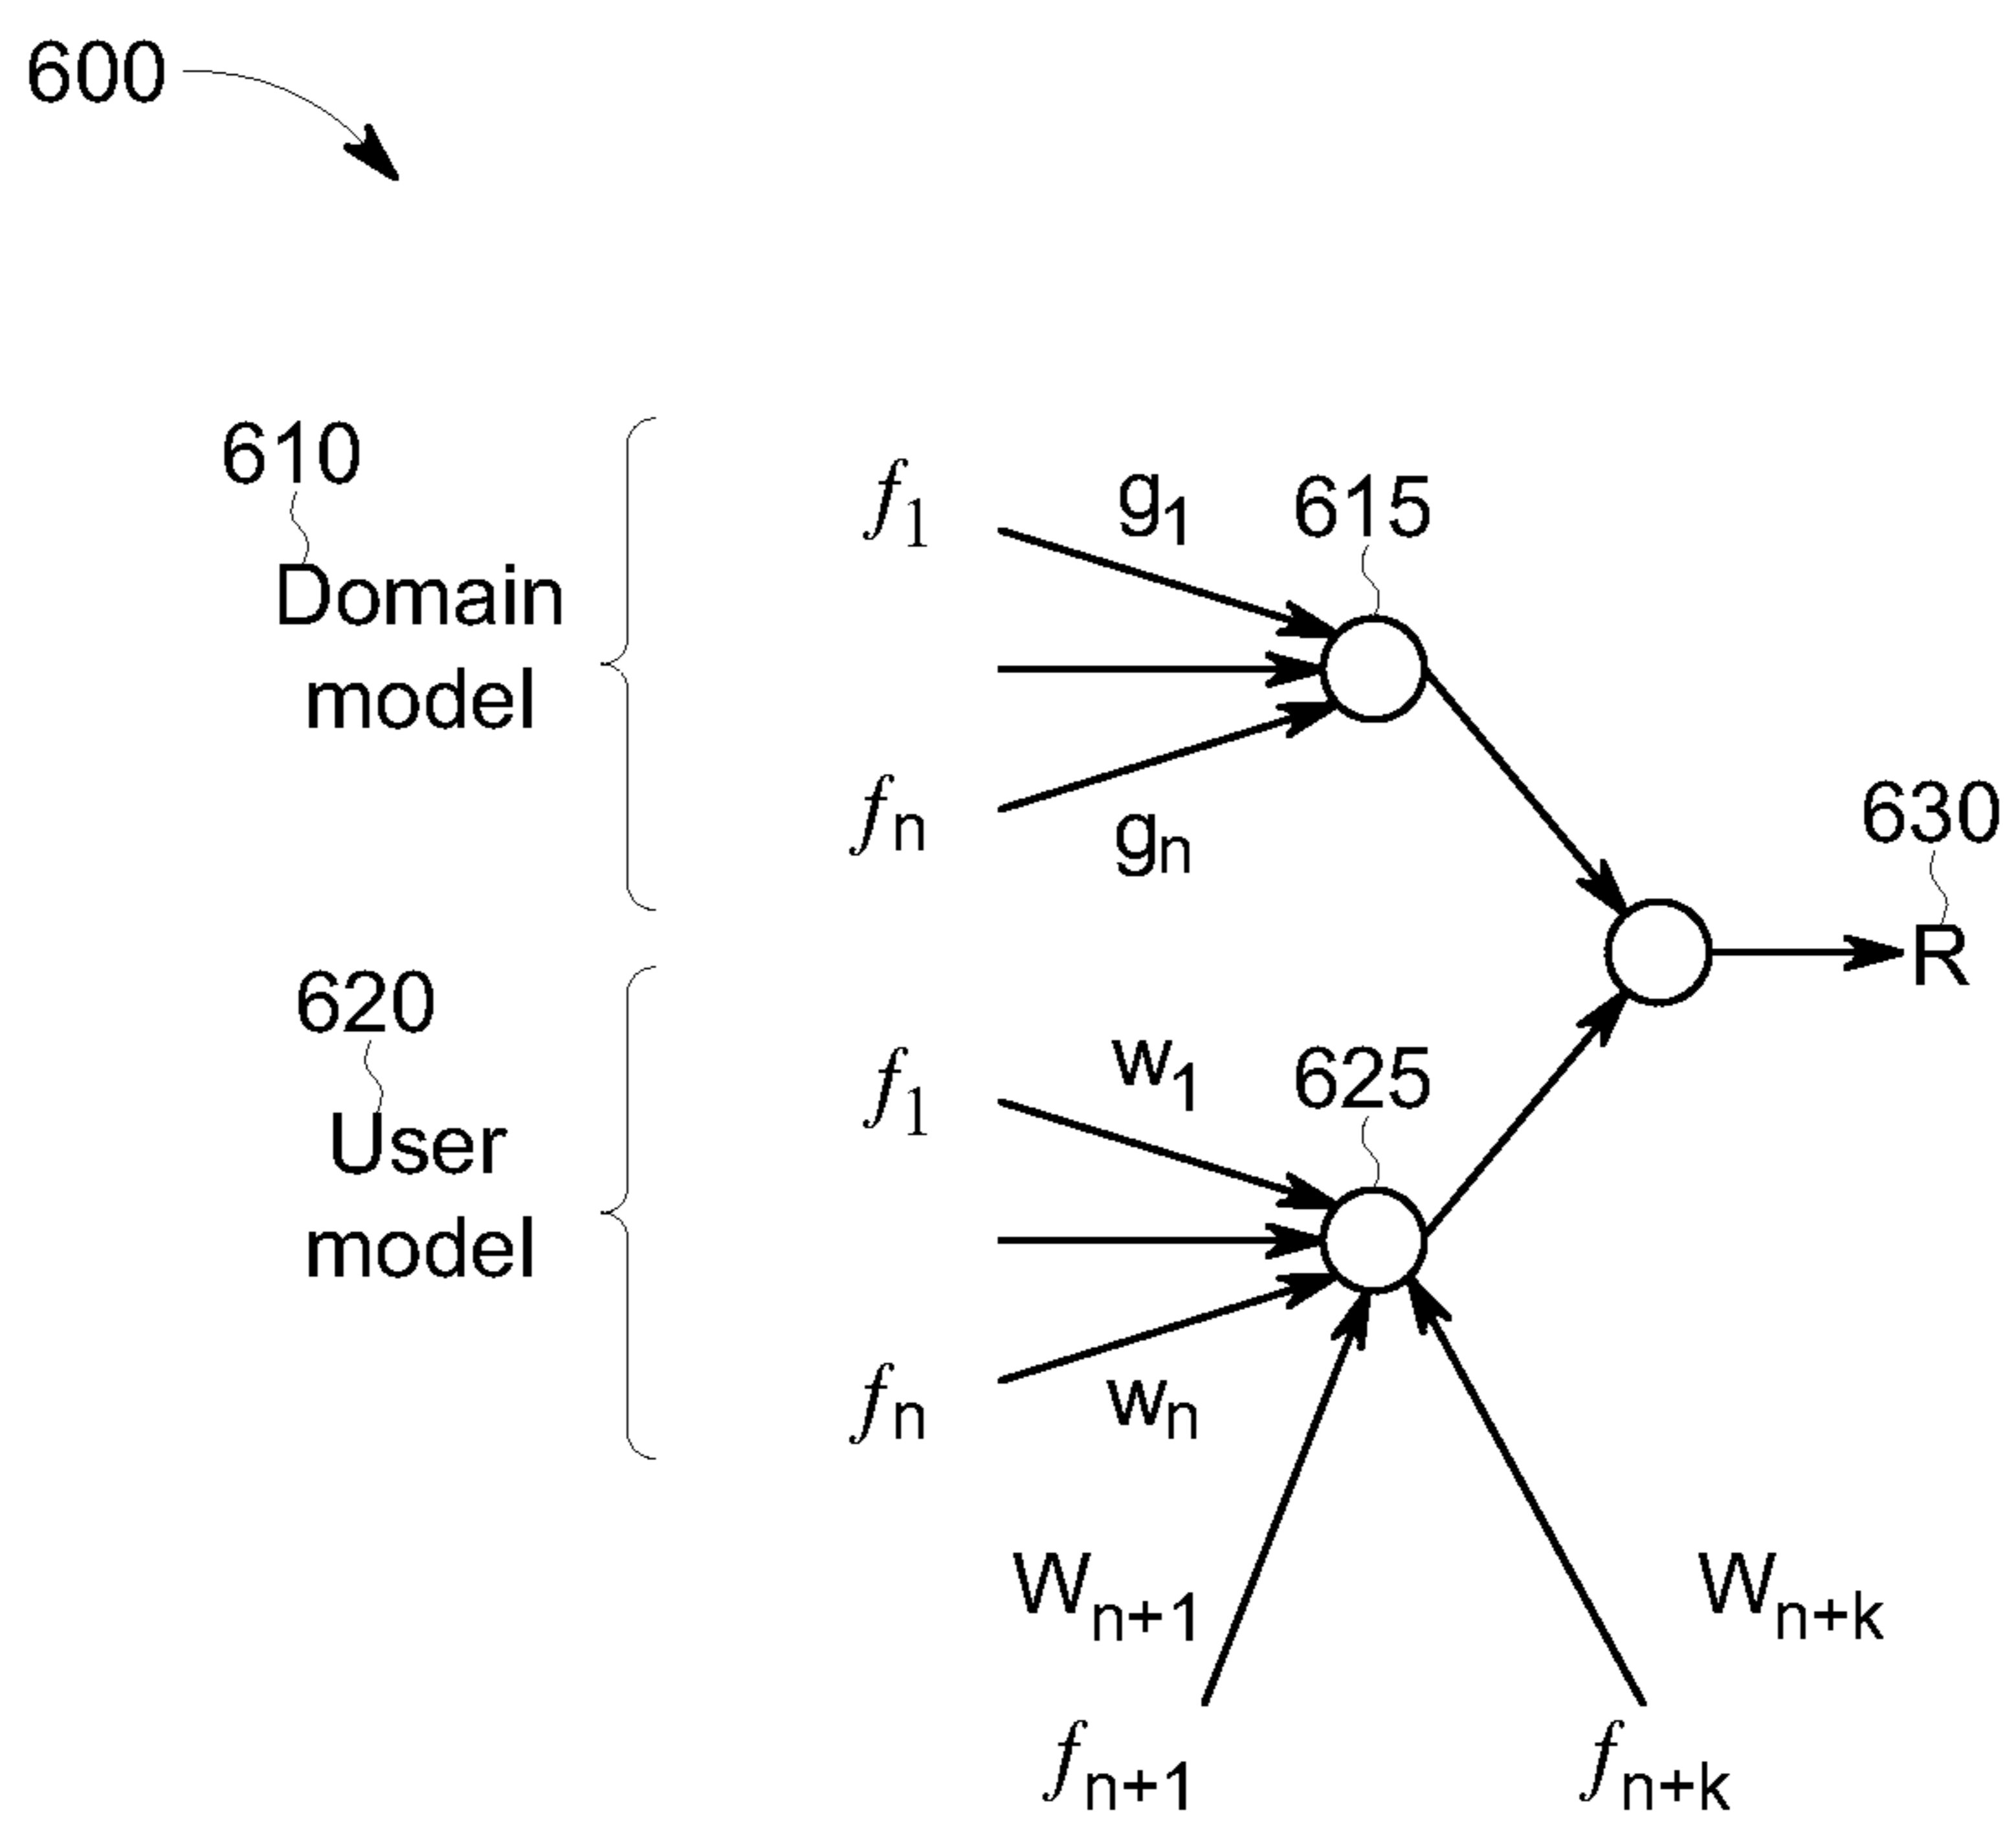 600
610
Domain
model
f1
g1
615
fn
gn
630
R
620
User
model
f1
w1
625
fn
wn
Wn+1
Wn+k
fn+1
fn+k